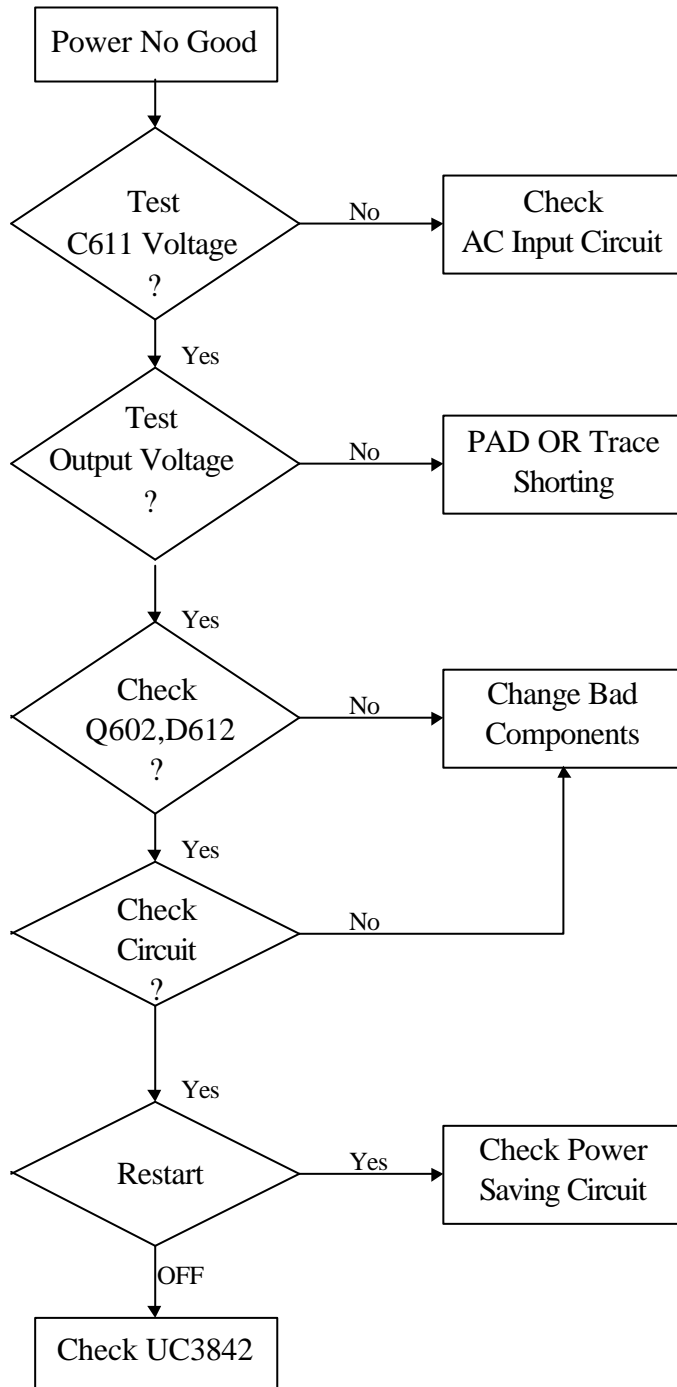 Power No Good
Test
C611 Voltage
?
No
Check
AC Input Circuit
Yes
Test
Output Voltage
?
No
PAD OR Trace
Shorting
Yes
Check
Q602,D612
?
No
Change Bad
Components
Yes
Check
Circuit
?
No
Yes
Restart
Yes
Check Power
Saving Circuit
OFF
Check UC3842